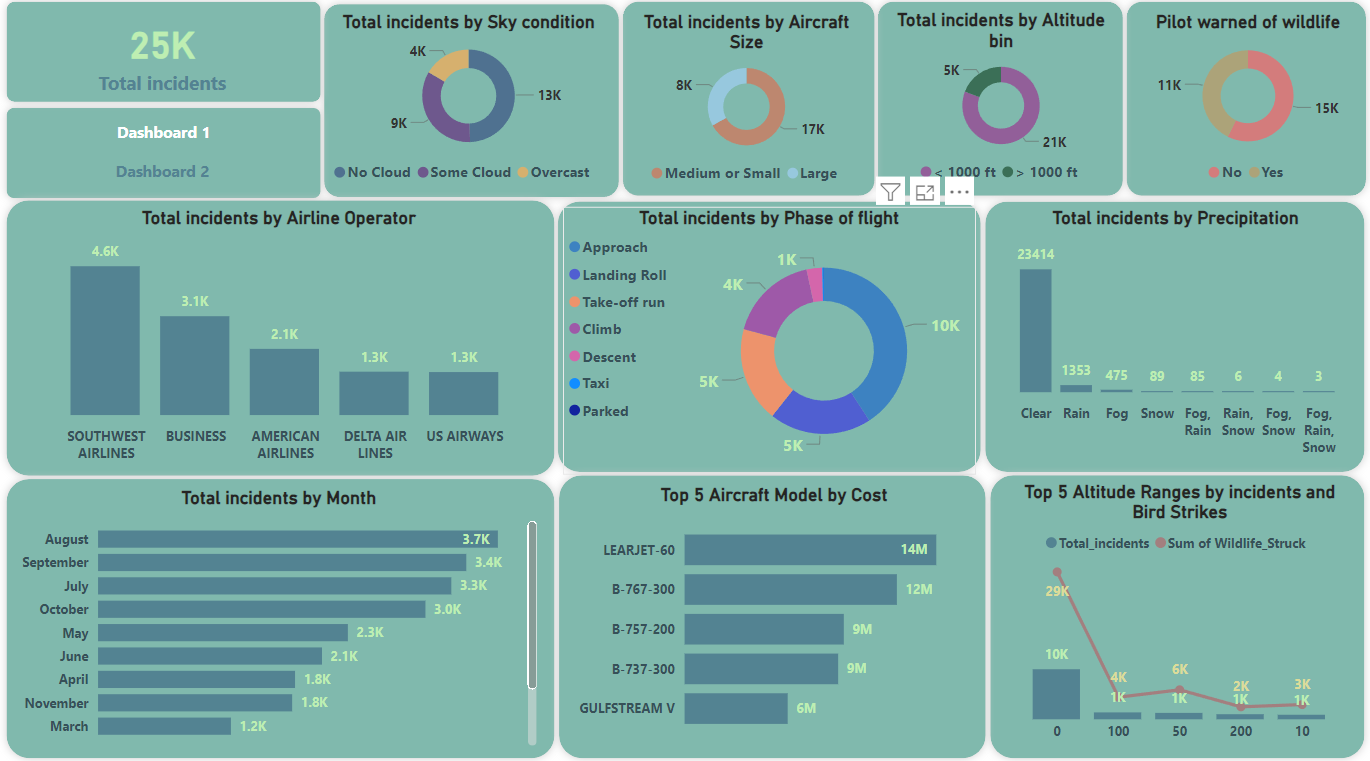 25K
Total incidents
Dashboard 1
Dashboard 2
Total incidents by Sky condition
4K
13K
9K
No Cloud
Some Cloud
Overcast
Total incidents by Aircraft
Size
8K
17K
Medium or Small
Large
Total incidents by Altitude
bin
5K
21K
< 1000 ft
> 1000 ft
Pilot warned of wildlife
11K
15K
No
Yes
Total incidents by Airline Operator
4.6K
3.1K
2.1K
1.3K
1.3K
SOUTHWEST
AIRLINES
BUSINESS
AMERICAN
AIRLINES
DELTA AIR
LINES
US AIRWAYS
Total incidents by Phase of flight
Approach
Landing Roll
Take-off run
Climb
Descent
Taxi
Parked
1K
4K
10K
5K
5K
Total incidents by Precipitation
23414
1353
475
89
85
6
4
3
Clear
Rain
Fog
Snow
Fog,
Rain
Rain,
Snow
Fog,
Snow
Fog,
Rain,
Snow
Total incidents by Month
August
3.7K
September
3.4K
July
3.3K
October
3.0K
May
2.3K
June
2.1K
April
1.8K
November
1.8K
March
1.2K
Top 5 Aircraft Model by Cost
LEARJET-60
14M
B-767-300
12M
B-757-200
9M
B-737-300
9M
GULFSTREAM V
6M
Top 5 Altitude Ranges by incidents and
Bird Strikes
Total_incidents
Sum of Wildlife_Struck
29K
10K
4K
1K
6K
1K
2K
1K
3K
1K
0
100
50
200
10